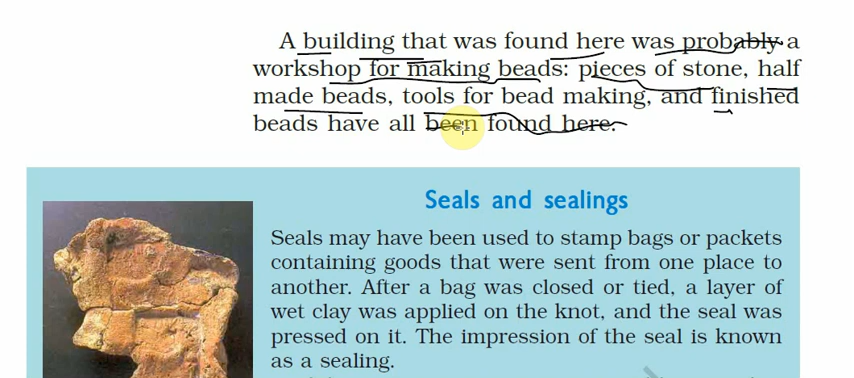 A building that was found here was probably a
workshop for making beads: pieces of stone, half
made beads, tools for bead making, and finished
beads have all been found here.
Seals and sealings
Seals may have been used to stamp bags or packets
containing goods that were sent from one place to
another. After a bag was closed or tied, a layer of
wet clay was applied on the knot, and the seal was
pressed on it. The impression of the seal is known
as a sealing.